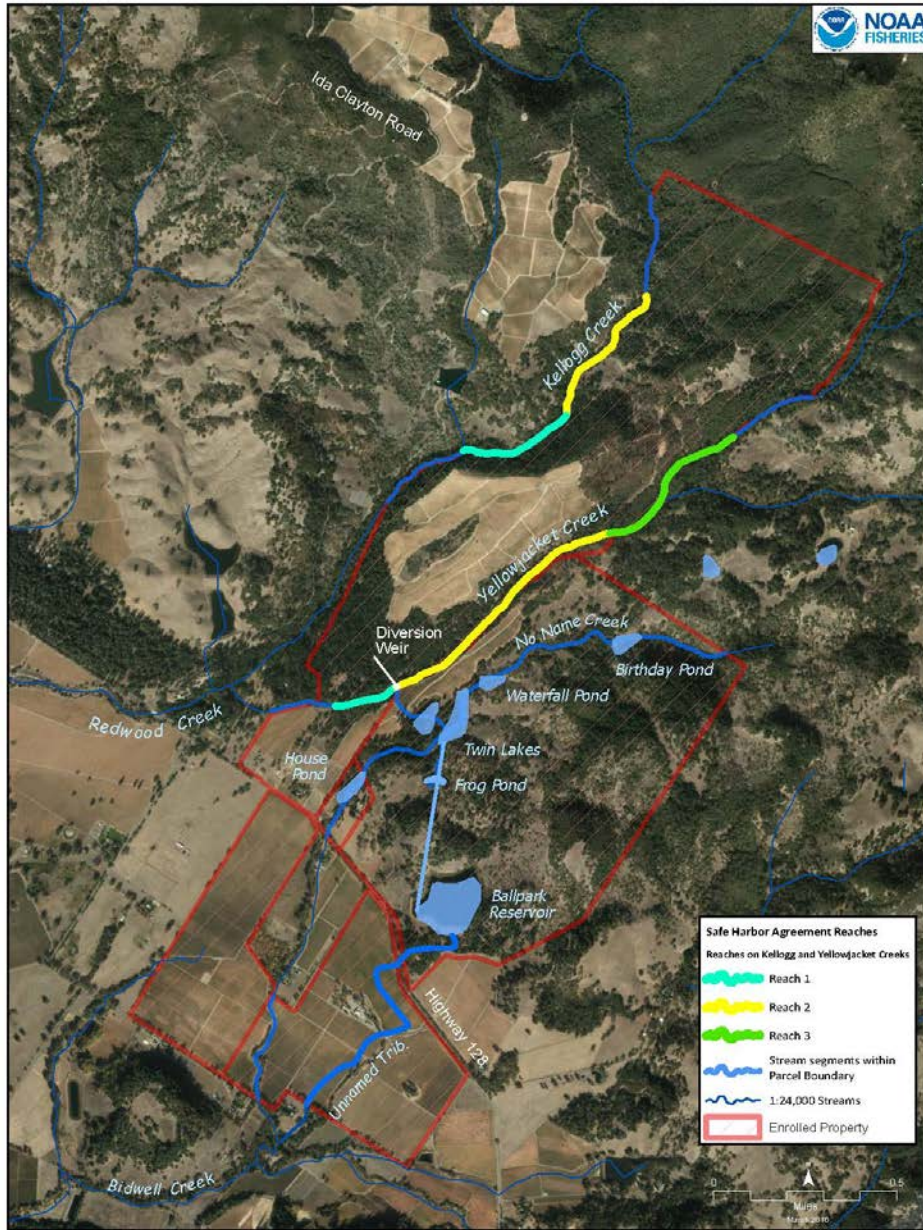 NOAA
FISHERIES
Ida Clayton Road
Kellogg Creek
Yellowjacket Creek
Diversion
Weir
No Name Creek
Birthday Pond
Redwood Creek
Waterfall Pond
House
Pond
Twin Lakes
Frog Pond
Ballpark
Reservoir
Highway 128
Unnamed Trib.
Bidwell Creek
Safe Harbor Agreement Reaches
Reaches on Kellogg and Yellowjacket Creeks
Reach 1
Reach 2
Reach 3
Stream segments within
Parcel Boundary
1:24,000 Streams
Enrolled Property
0
0.5
Miles